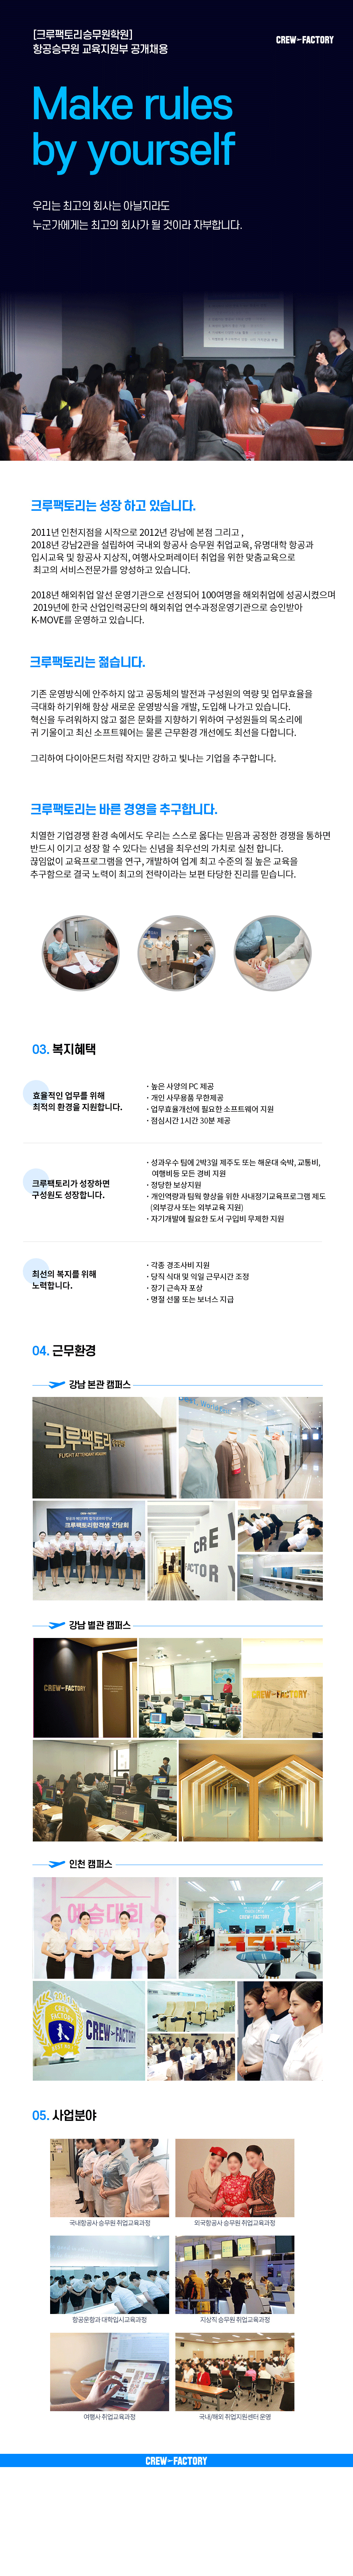 [크루팩토리승무원학원]
항공승무원 교육지원부 공개채용
CREW-FACTORY
Make rules
by yourself
우리는 최고의 회사는 아닐지라도
누군가에게는 최고의 회사가 될 것이라 자부합니다.
크루팩토리는 성장 하고 있습니다.
2011년 인천지점을 시작으로 2012년 강남에 본점 그리고 ,
2018년 강남2관을 설립하여 국내외 항공사 승무원 취업교육, 유명대학 항공과
입시교육 및 항공사 지상직, 여행사오퍼레이터 취업을 위한 맞춤교육으로
최고의 서비스전문가를 양성하고 있습니다.
2018년 해외취업 알선 운영기관으로 선정되어 100여명을 해외취업에 성공시켰으며
2019년에 한국 산업인력공단의 해외취업 연수과정운영기관으로 승인받아
K-MOVE를 운영하고 있습니다.
크루팩토리는 젊습니다.
기존 운영방식에 안주하지 않고 공동체의 발전과 구성원의 역량 및 업무효율을
극대화 하기위해 항상 새로운 운영방식을 개발, 도입해 나가고 있습니다.
혁신을 두려워하지 않고 젊은 문화를 지향하기 위하여 구성원들의 목소리에
귀 기울이고 최신 소프트웨어는 물론 근무환경 개선에도 최선을 다합니다.
그리하여 다이아몬드처럼 작지만 강하고 빛나는 기업을 추구합니다.
크루팩토리는 바른 경영을 추구합니다.
치열한 기업경쟁 환경 속에서도 우리는 스스로 옳다는 믿음과 공정한 경쟁을 통하면
반드시 이기고 성장 할 수 있다는 신념을 최우선의 가치로 실천 합니다.
끊임없이 교육프로그램을 연구, 개발하여 업계 최고 수준의 질 높은 교육을
추구함으로 결국 노력이 최고의 전략이라는 보편 타당한 진리를 믿습니다.
03. 복지혜택
효율적인 업무를 위해
최적의 환경을 지원합니다.
· 높은 사양의 PC 제공
· 개인 사무용품 무한제공
· 업무효율개선에 필요한 소프트웨어 지원
· 점심시간 1시간 30분 제공
크루팩토리가 성장하면
구성원도 성장합니다.
· 성과우수 팀에 2박3일 제주도 또는 해운대 숙박, 교통비,
여행비등 모든 경비 지원
· 정당한 보상지원
· 개인역량과 팀웍 향상을 위한 사내정기교육프로그램 제도
(외부강사 또는 외부교육 지원)
· 자기개발에 필요한 도서 구입비 무제한 지원
최선의 복지를 위해
노력합니다.
· 각종 경조사비 지원
· 당직 식대 및 익일 근무시간 조정
· 장기 근속자 포상
· 명절 선물 또는 보너스 지급
04. 근무환경
강남 본관 캠퍼스
크루팩토리
FLIGHT ATTENDANT ACADEMY
크루팩토리합격생 간담회
CREW
FACTORY
강남 별관 캠퍼스
CREW-FACTORY
CREW-FACTORY
인천 캠퍼스
예승대회
CREW-FACTORY
CREW-FACTORY
05. 사업분야
국내항공사 승무원 취업교육과정
외국항공사 승무원 취업교육과정
항공운항과 대학입시교육과정
지상직 승무원 취업교육과정
여행사 취업교육과정
국내/해외 취업지원센터 운영
CREW-FACTORY